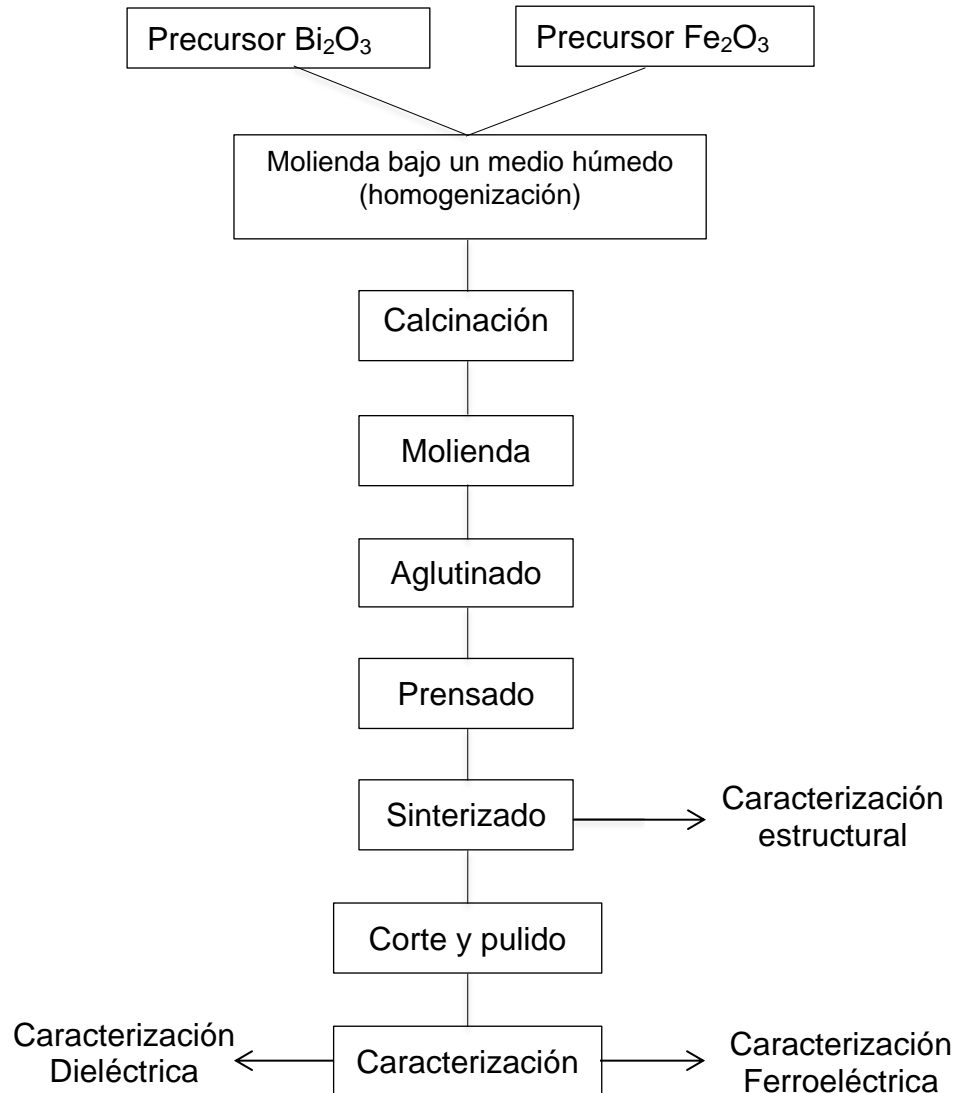 Precursor Bi₂O₃
Precursor Fe₂O₃
Molienda bajo un medio húmedo
(homogenización)
Calcinación
Molienda
Aglutinado
Prensado
Sinterizado
Caracterización
estructural
Corte y pulido
Caracterización
Dieléctrica
Caracterización
Caracterización
Ferroeléctrica